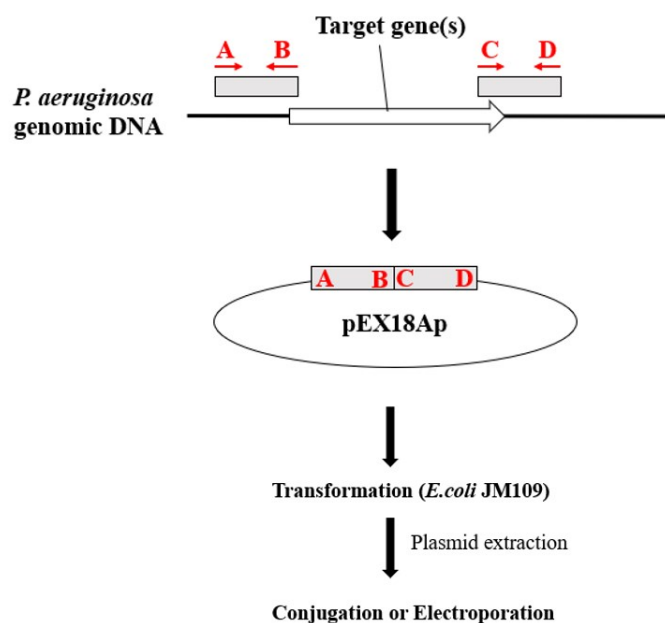 Target gene(s)
A B C D
P. aeruginosa
genomic DNA
A B C D
pEX18Ap
Transformation (E.coli JM109)
Plasmid extraction
Conjugation or Electroporation